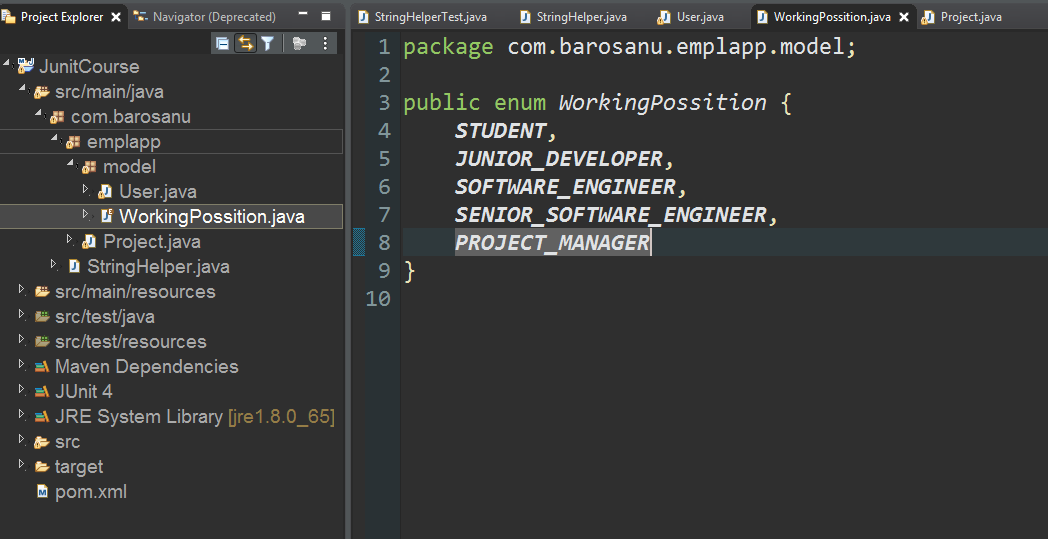 Project Explorer
Navigator (Deprecated)
JunitCourse
src/main/java
com.barosanu
emplapp
model
User.java
WorkingPossition.java
Project.java
StringHelper.java
src/main/resources
src/test/java
src/test/resources
Maven Dependencies
JUnit 4
JRE System Library [jre1.8.0_65]
src
target
pom.xml
StringHelperTest.java
StringHelper.java
User.java
WorkingPossition.java
Project.java
1 package com.barosanu.emplapp.model;
2
3 public enum WorkingPossition {
4 STUDENT,
5 JUNIOR_DEVELOPER,
6 SOFTWARE_ENGINEER,
7 SENIOR_SOFTWARE_ENGINEER,
8 PROJECT_MANAGER
9 }
10